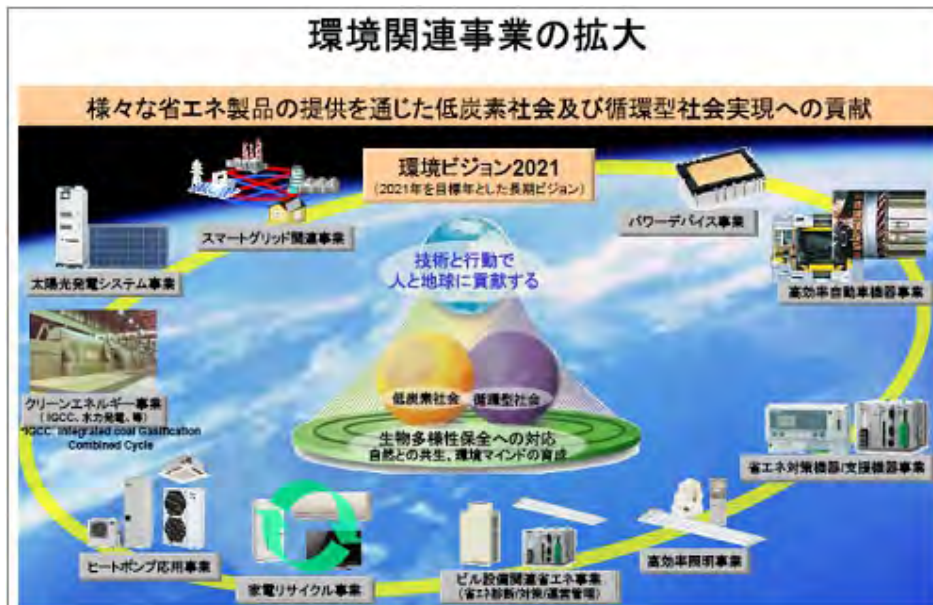 環境関連事業の拡大
様々な省エネ製品の提供を通じた低炭素社会及び循環型社会実現への貢献
環境ビジョン2021
(2021年を目標年とした長期ビジョン)
パワーデバイス事業
スマートグリッド関連事業
太陽光発電システム事業
技術と行動で
人と地球に貢献する
高効率自動車機器事業
低炭素社会
循環型社会
クリーンエネルギー事業
(IGCC、水力発電、等)
*IGCC: Integrated coal Gasification
Combined Cycle
生物多様性保全への対応
自然との共生、環境マインドの育成
省エネ対策機器/支援機器事業
ヒートポンプ応用事業
家電リサイクル事業
ビル設備関連省エネ事業
(省エネ診断/対策/運営管理)
高効率照明事業